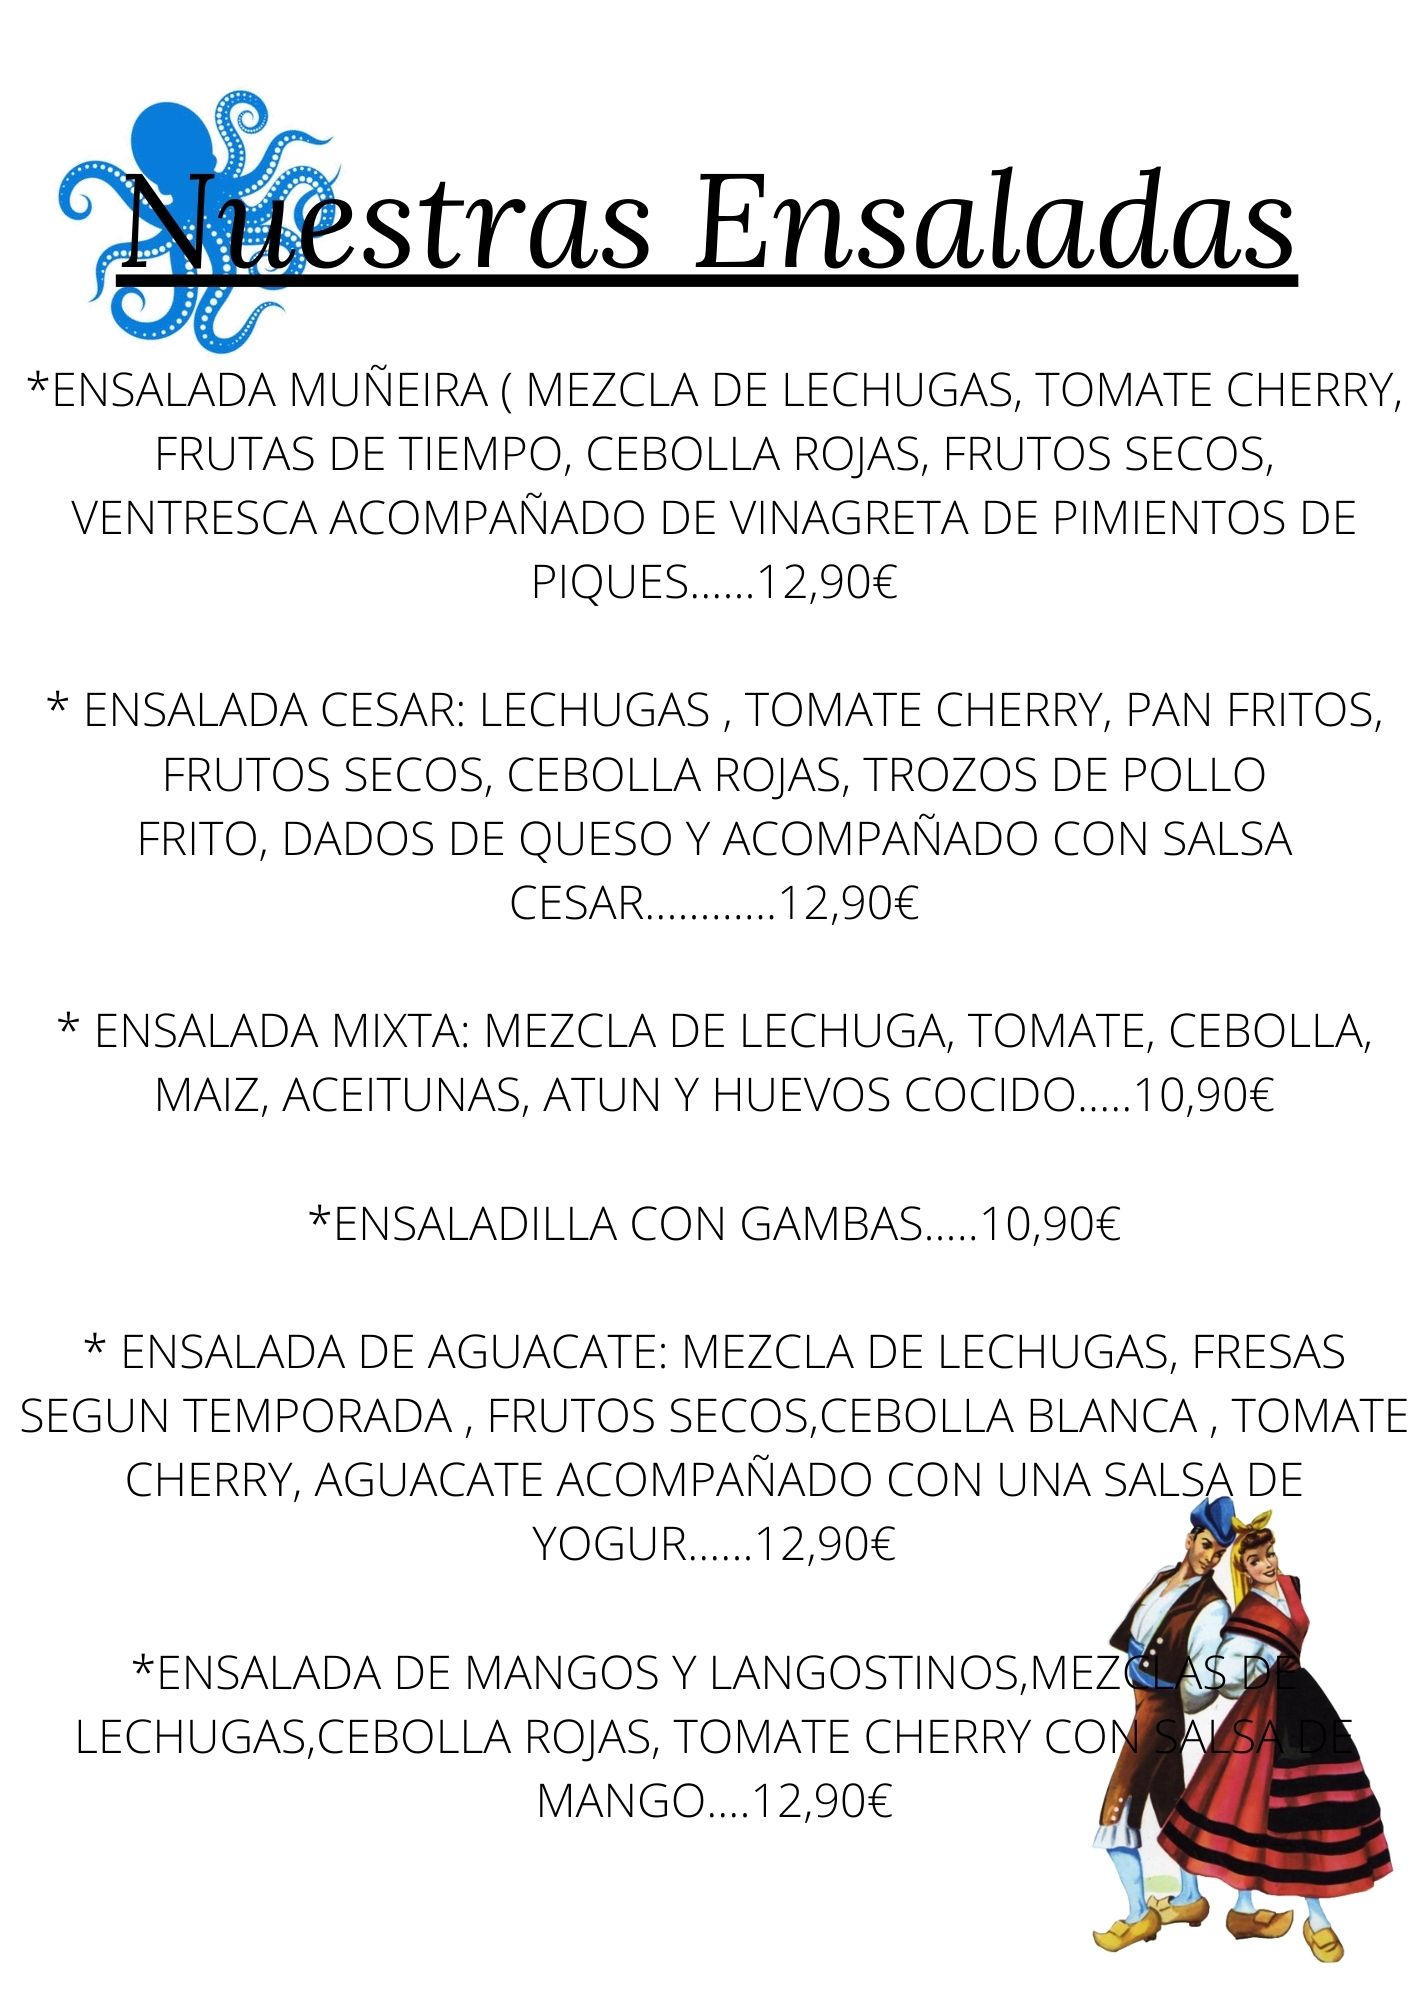 Nuestras Ensaladas
*ENSALADA MUÑEIRA ( MEZCLA DE LECHUGAS, TOMATE CHERRY,
FRUTAS DE TIEMPO, CEBOLLA ROJAS, FRUTOS SECOS,
VENTRESCA ACOMPAÑADO DE VINAGRETA DE PIMIENTOS DE
PIQUES......12,90€
* ENSALADA CESAR: LECHUGAS , TOMATE CHERRY, PAN FRITOS,
FRUTOS SECOS, CEBOLLA ROJAS, TROZOS DE POLLO
FRITO, DADOS DE QUESO Y ACOMPAÑADO CON SALSA
CESAR............12,90€
* ENSALADA MIXTA: MEZCLA DE LECHUGA, TOMATE, CEBOLLA,
MAIZ, ACEITUNAS, ATUN Y HUEVOS COCIDO.....10,90€
*ENSALADILLA CON GAMBAS.....10,90€
* ENSALADA DE AGUACATE: MEZCLA DE LECHUGAS, FRESAS
SEGUN TEMPORADA , FRUTOS SECOS,CEBOLLA BLANCA , TOMATE
CHERRY, AGUACATE ACOMPAÑADO CON UNA SALSA DE
YOGUR......12,90€
*ENSALADA DE MANGOS Y LANGOSTINOS,MEZCLAS DE
LECHUGAS,CEBOLLA ROJAS, TOMATE CHERRY CON SALSA DE
MANGO....12,90€